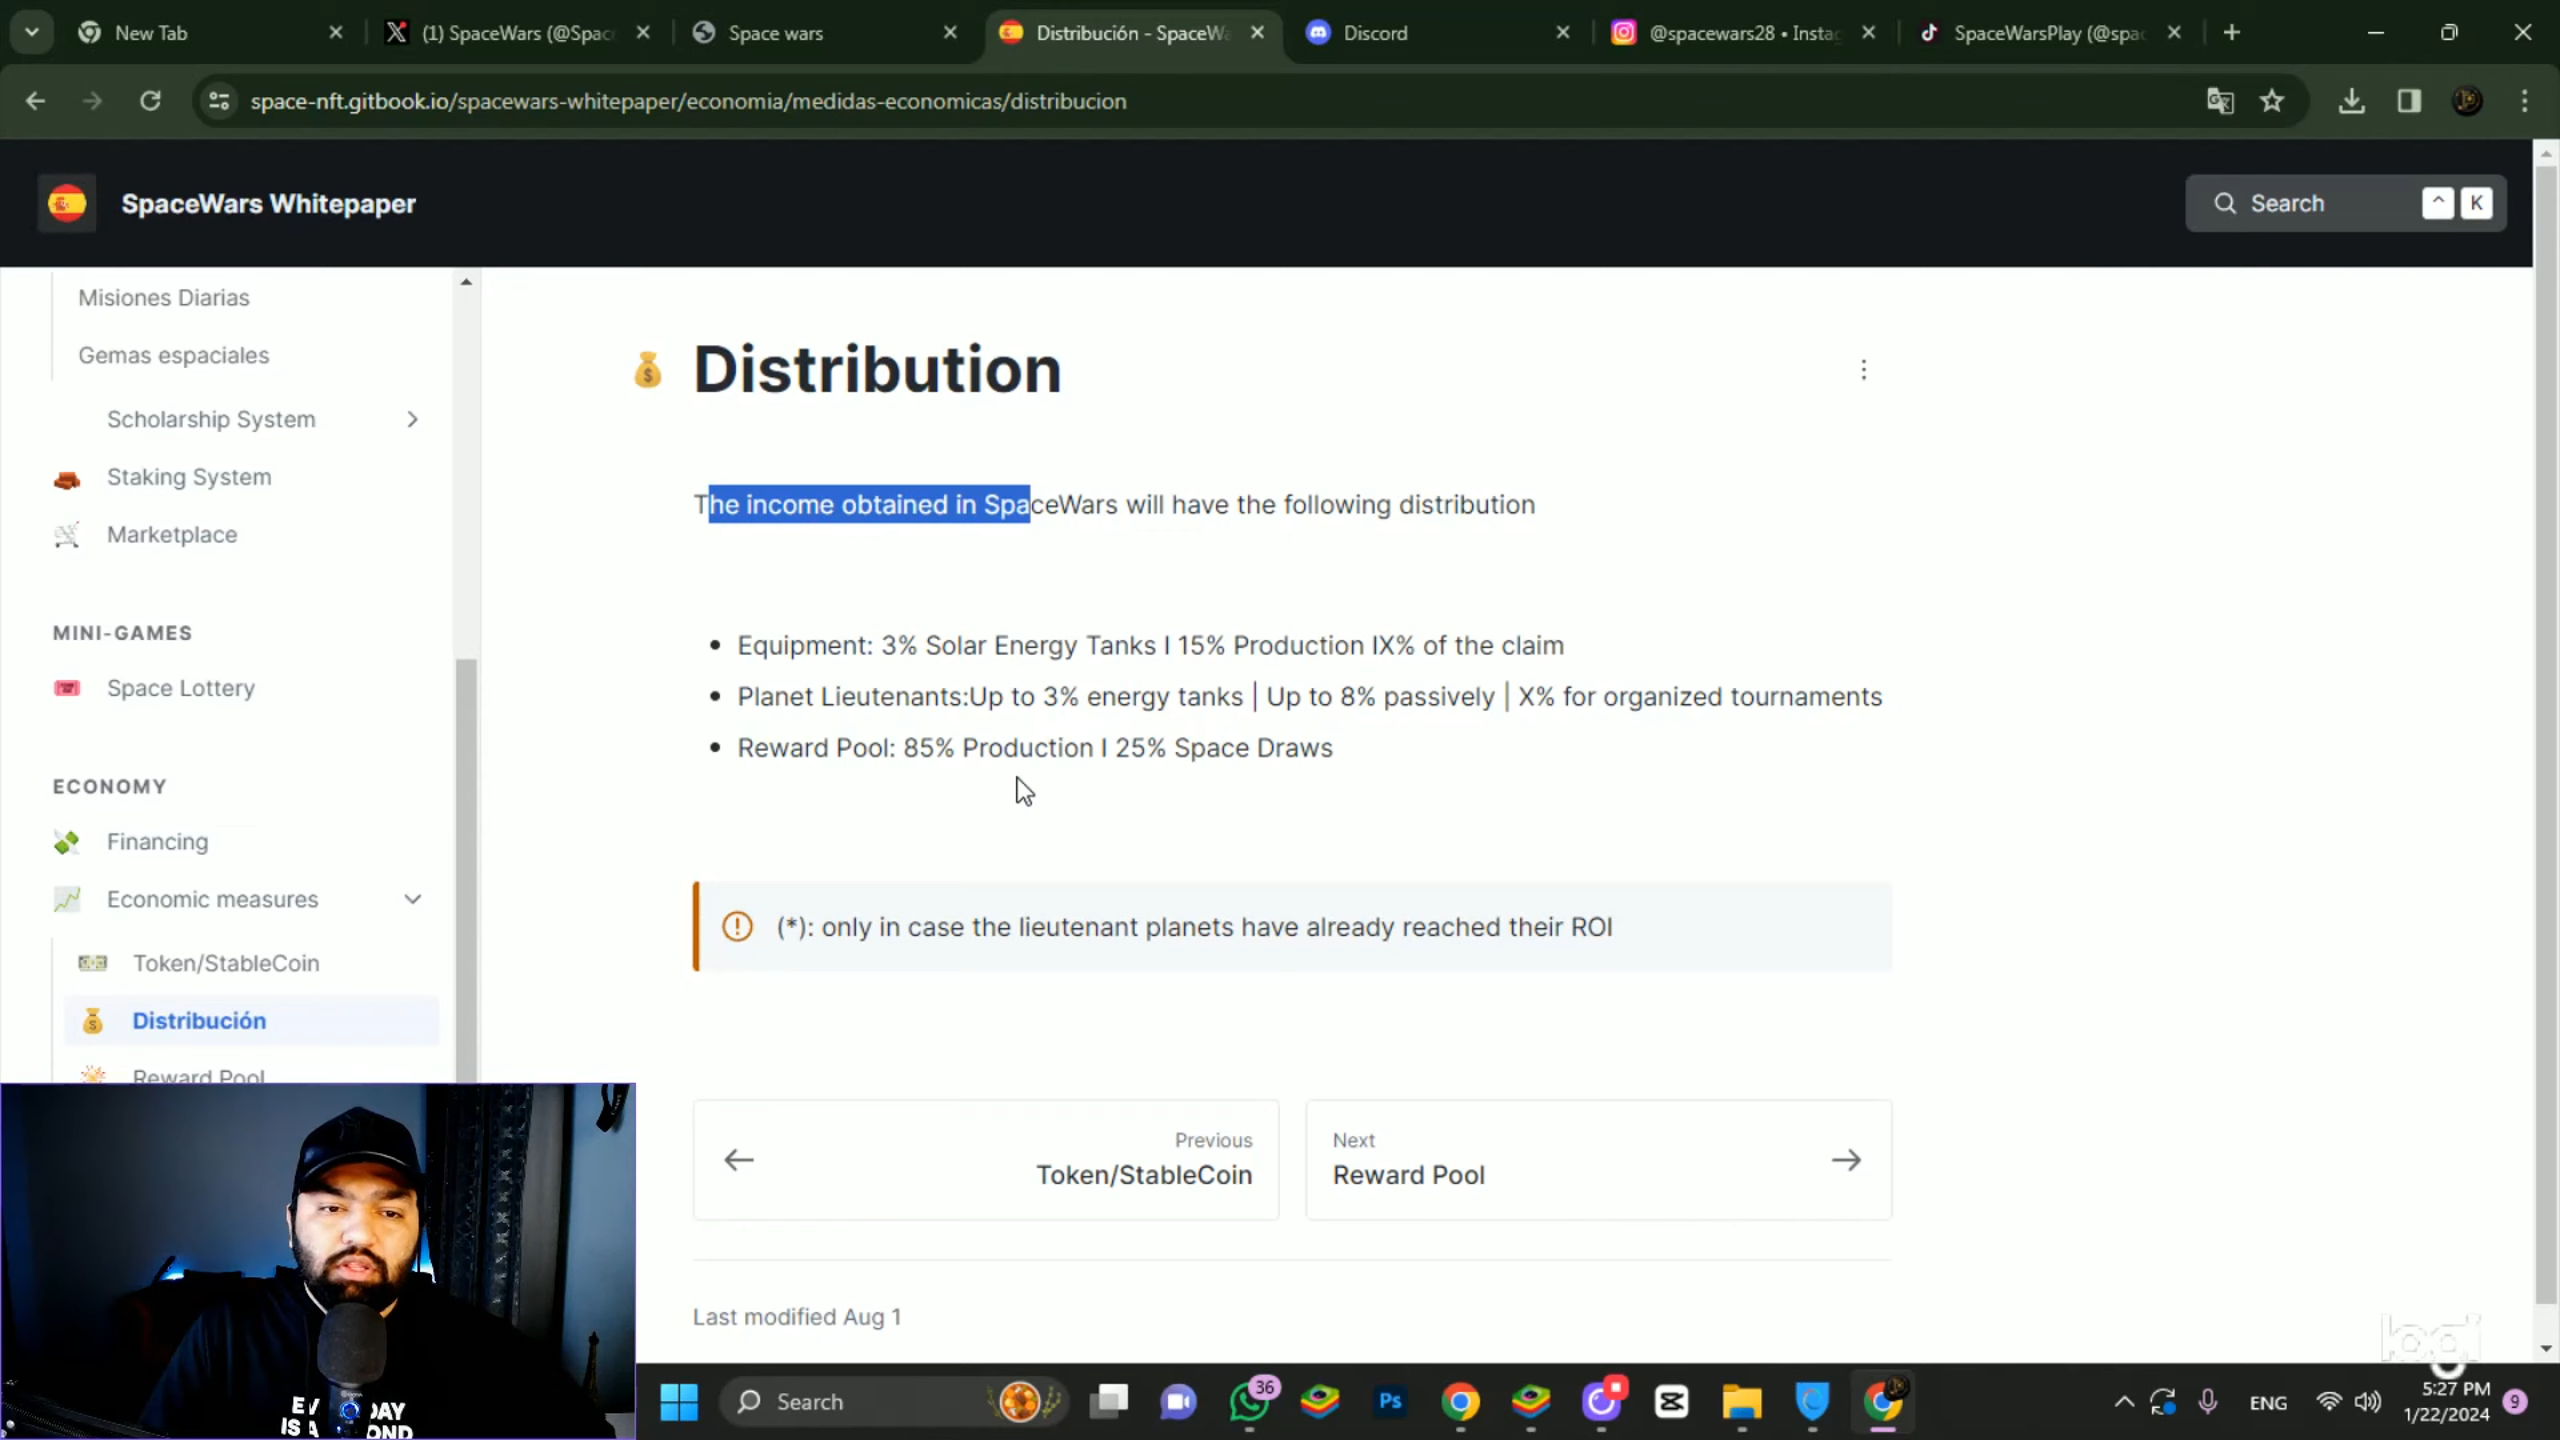 New Tab
(1) SpaceWars (@Spac
Space wars
Distribución - SpaceWa
Discord
@spacewars28 • Instag
SpaceWarsPlay (@spac
space-nft.gitbook.io/spacewars-whitepaper/economia/medidas-economicas/distribucion
SpaceWars Whitepaper
Search
^ K
Misiones Diarias
Gemas espaciales
Scholarship System
Staking System
Marketplace
MINI-GAMES
Space Lottery
ECONOMY
Financing
Economic measures
Token/StableCoin
Distribución
Reward Pool
Distribution
The income obtained in SpaceWars will have the following distribution
• Equipment: 3% Solar Energy Tanks I 15% Production IX% of the claim
• Planet Lieutenants:Up to 3% energy tanks | Up to 8% passively | X% for organized tournaments
• Reward Pool: 85% Production I 25% Space Draws
(*): only in case the lieutenant planets have already reached their ROI
Previous
Token/StableCoin
Next
Reward Pool
Last modified Aug 1
logi
Search
36
Ps
ENG
5:27 PM
1/22/2024
9